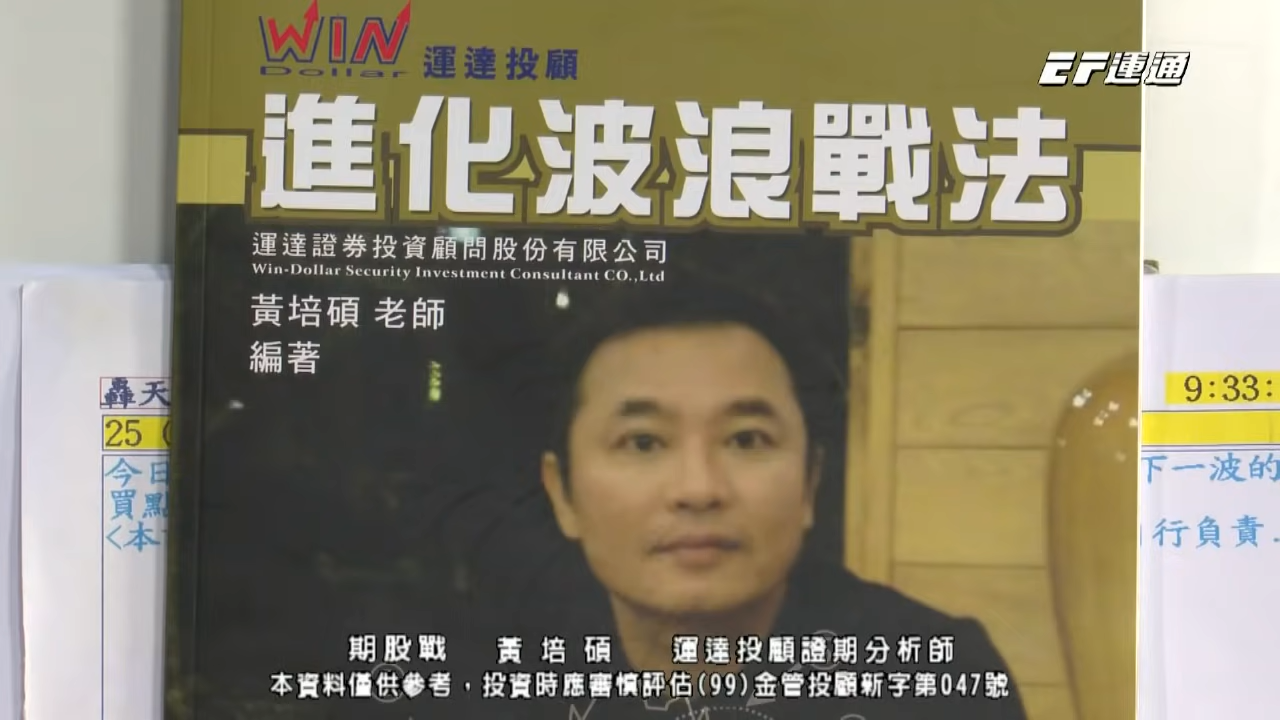 WIN
Dollar
運達投顧
EF運通
進化波浪戰法
運達證券投資顧問股份有限公司
Win-Dollar Security Investment Consultant CO.,Ltd
黃培碩 老師
編著
轟天
9:33:
25
今日
下一波的
買點
行負責.
<本
期股戰 黃培碩 運達投顧證期分析師
本資料僅供參考，投資時應審慎評估(99)金管投顧新字第047號